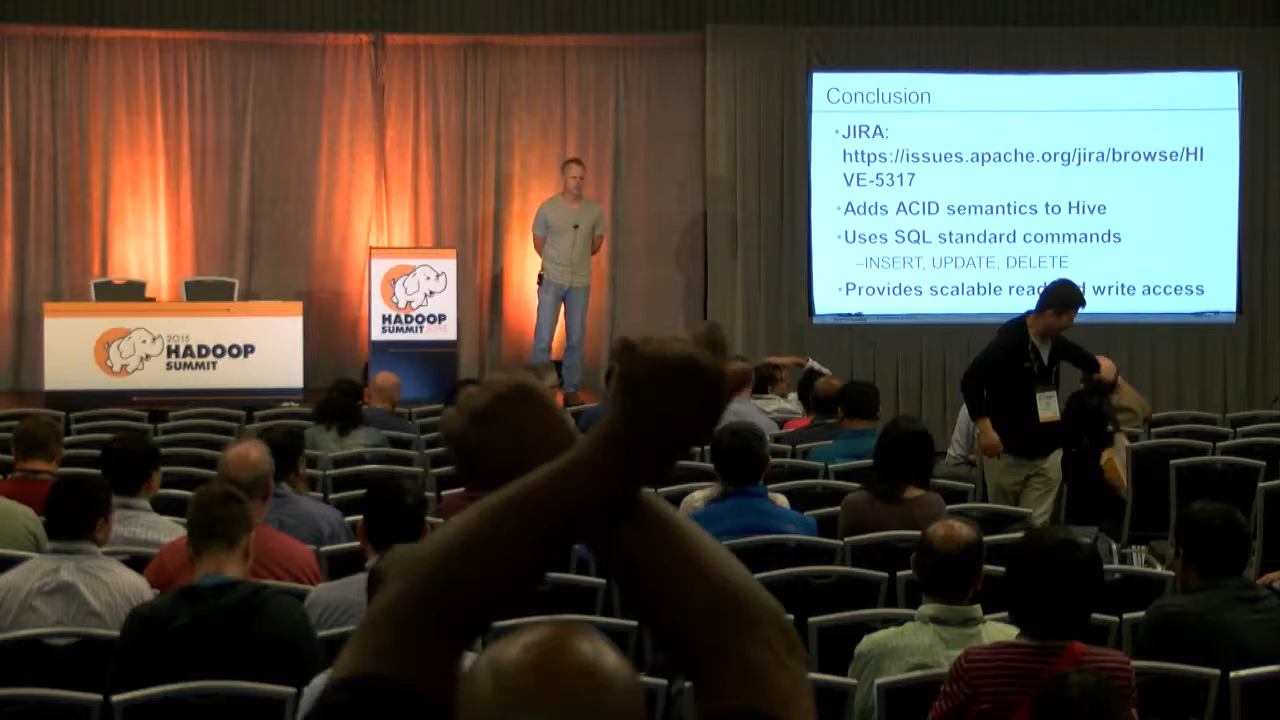 Conclusion
•JIRA:
https://issues.apache.org/jira/browse/HI
VE-5317
•Adds ACID semantics to Hive
•Uses SQL standard commands
–INSERT, UPDATE, DELETE
•Provides scalable read write access
HADOOP
SUMMIT 2015
2015
HADOOP
SUMMIT